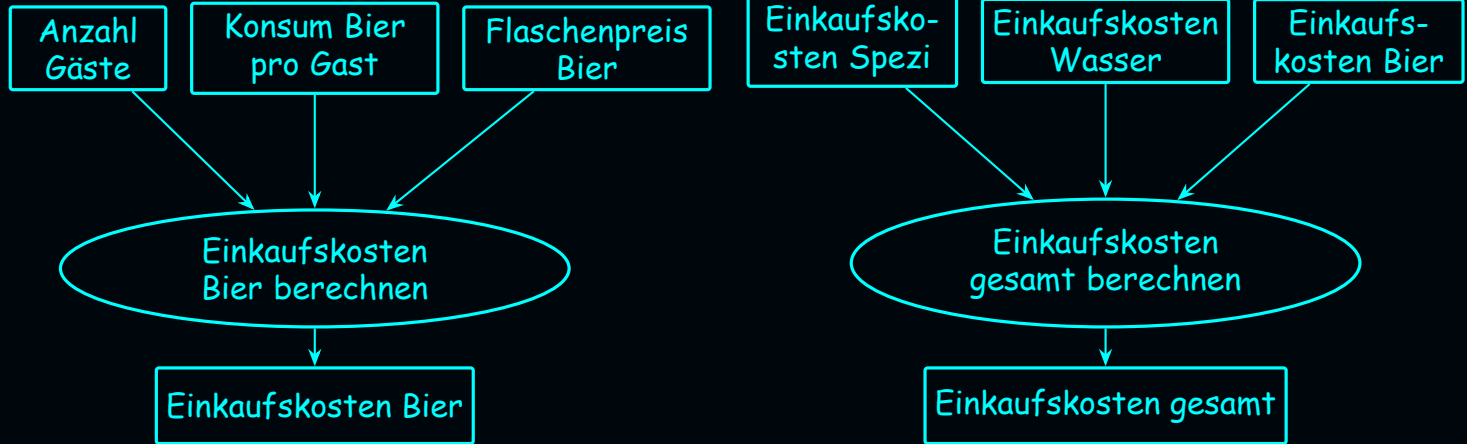 Anzahl
Gäste
Konsum Bier
pro Gast
Flaschenpreis
Bier
Einkaufskosten
Bier berechnen
Einkaufskosten Bier
Einkaufsko-
sten Spezi
Einkaufskosten
Wasser
Einkaufs-
kosten Bier
Einkaufskosten
gesamt berechnen
Einkaufskosten gesamt